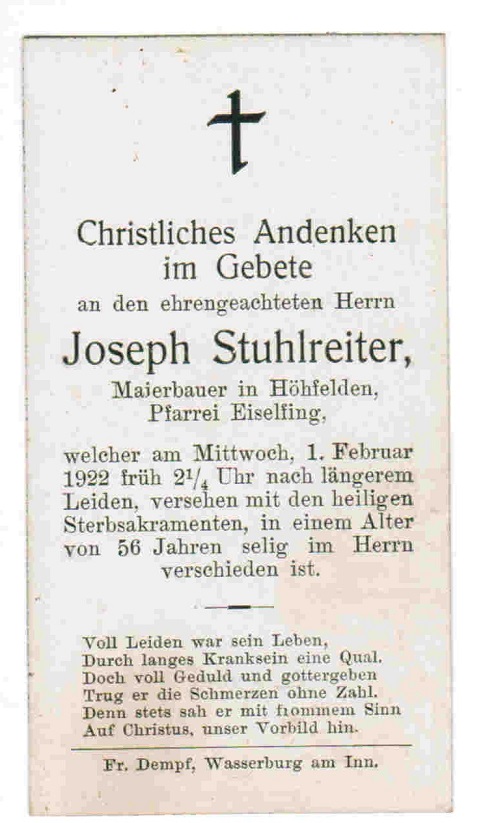 Christliches Andenken
im Gebete
an den ehrengeachteten Herrn
Joseph Stuhlreiter,
Maierbauer in Höhfelden,
Pfarrei Eiselfing,
welcher am Mittwoch, 1. Februar
1922 früh 2¼ Uhr nach längerem
Leiden, versehen mit den heiligen
Sterbsakramenten, in einem Alter
von 56 Jahren selig im Herrn
verschieden ist.
Voll Leiden war sein Leben,
Durch langes Kranksein eine Qual.
Doch voll Geduld und gottergeben
Trug er die Schmerzen ohne Zahl.
Denn stets sah er mit frommem Sinn
Auf Christus, unser Vorbild hin.
Fr. Dempf, Wasserburg am Inn.